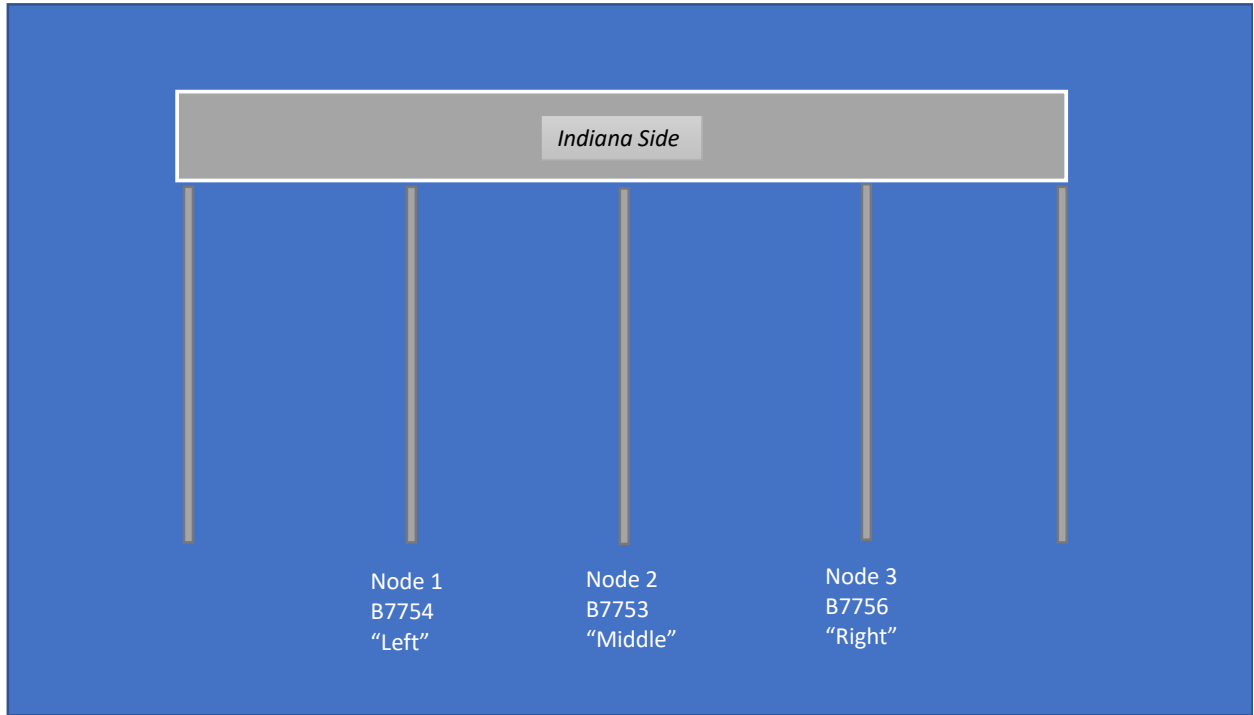 Indiana Side
Node 1
B7754
“Left”
Node 2
B7753
“Middle”
Node 3
B7756
“Right”